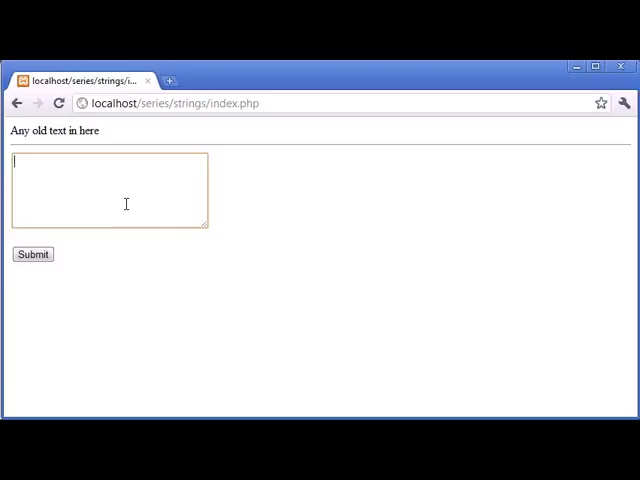 localhost/series/strings/i...
localhost/series/strings/index.php
Any old text in here
Submit